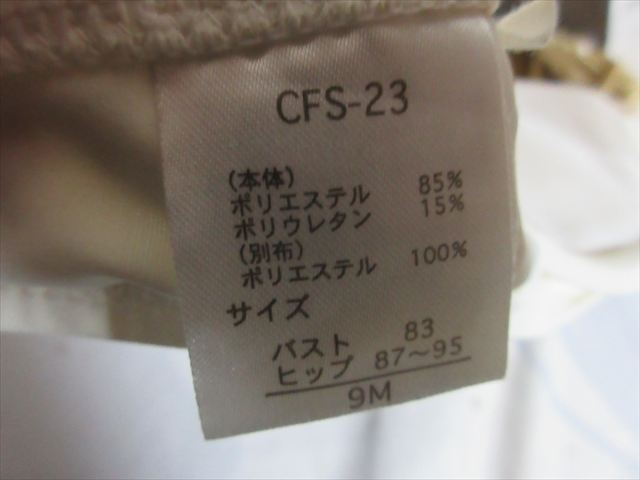 CFS-23
(本体)
ポリエステル 85%
ポリウレタン 15%
(別布)
ポリエステル 100%
サイズ
バスト 83
ヒップ 87〜95
9M